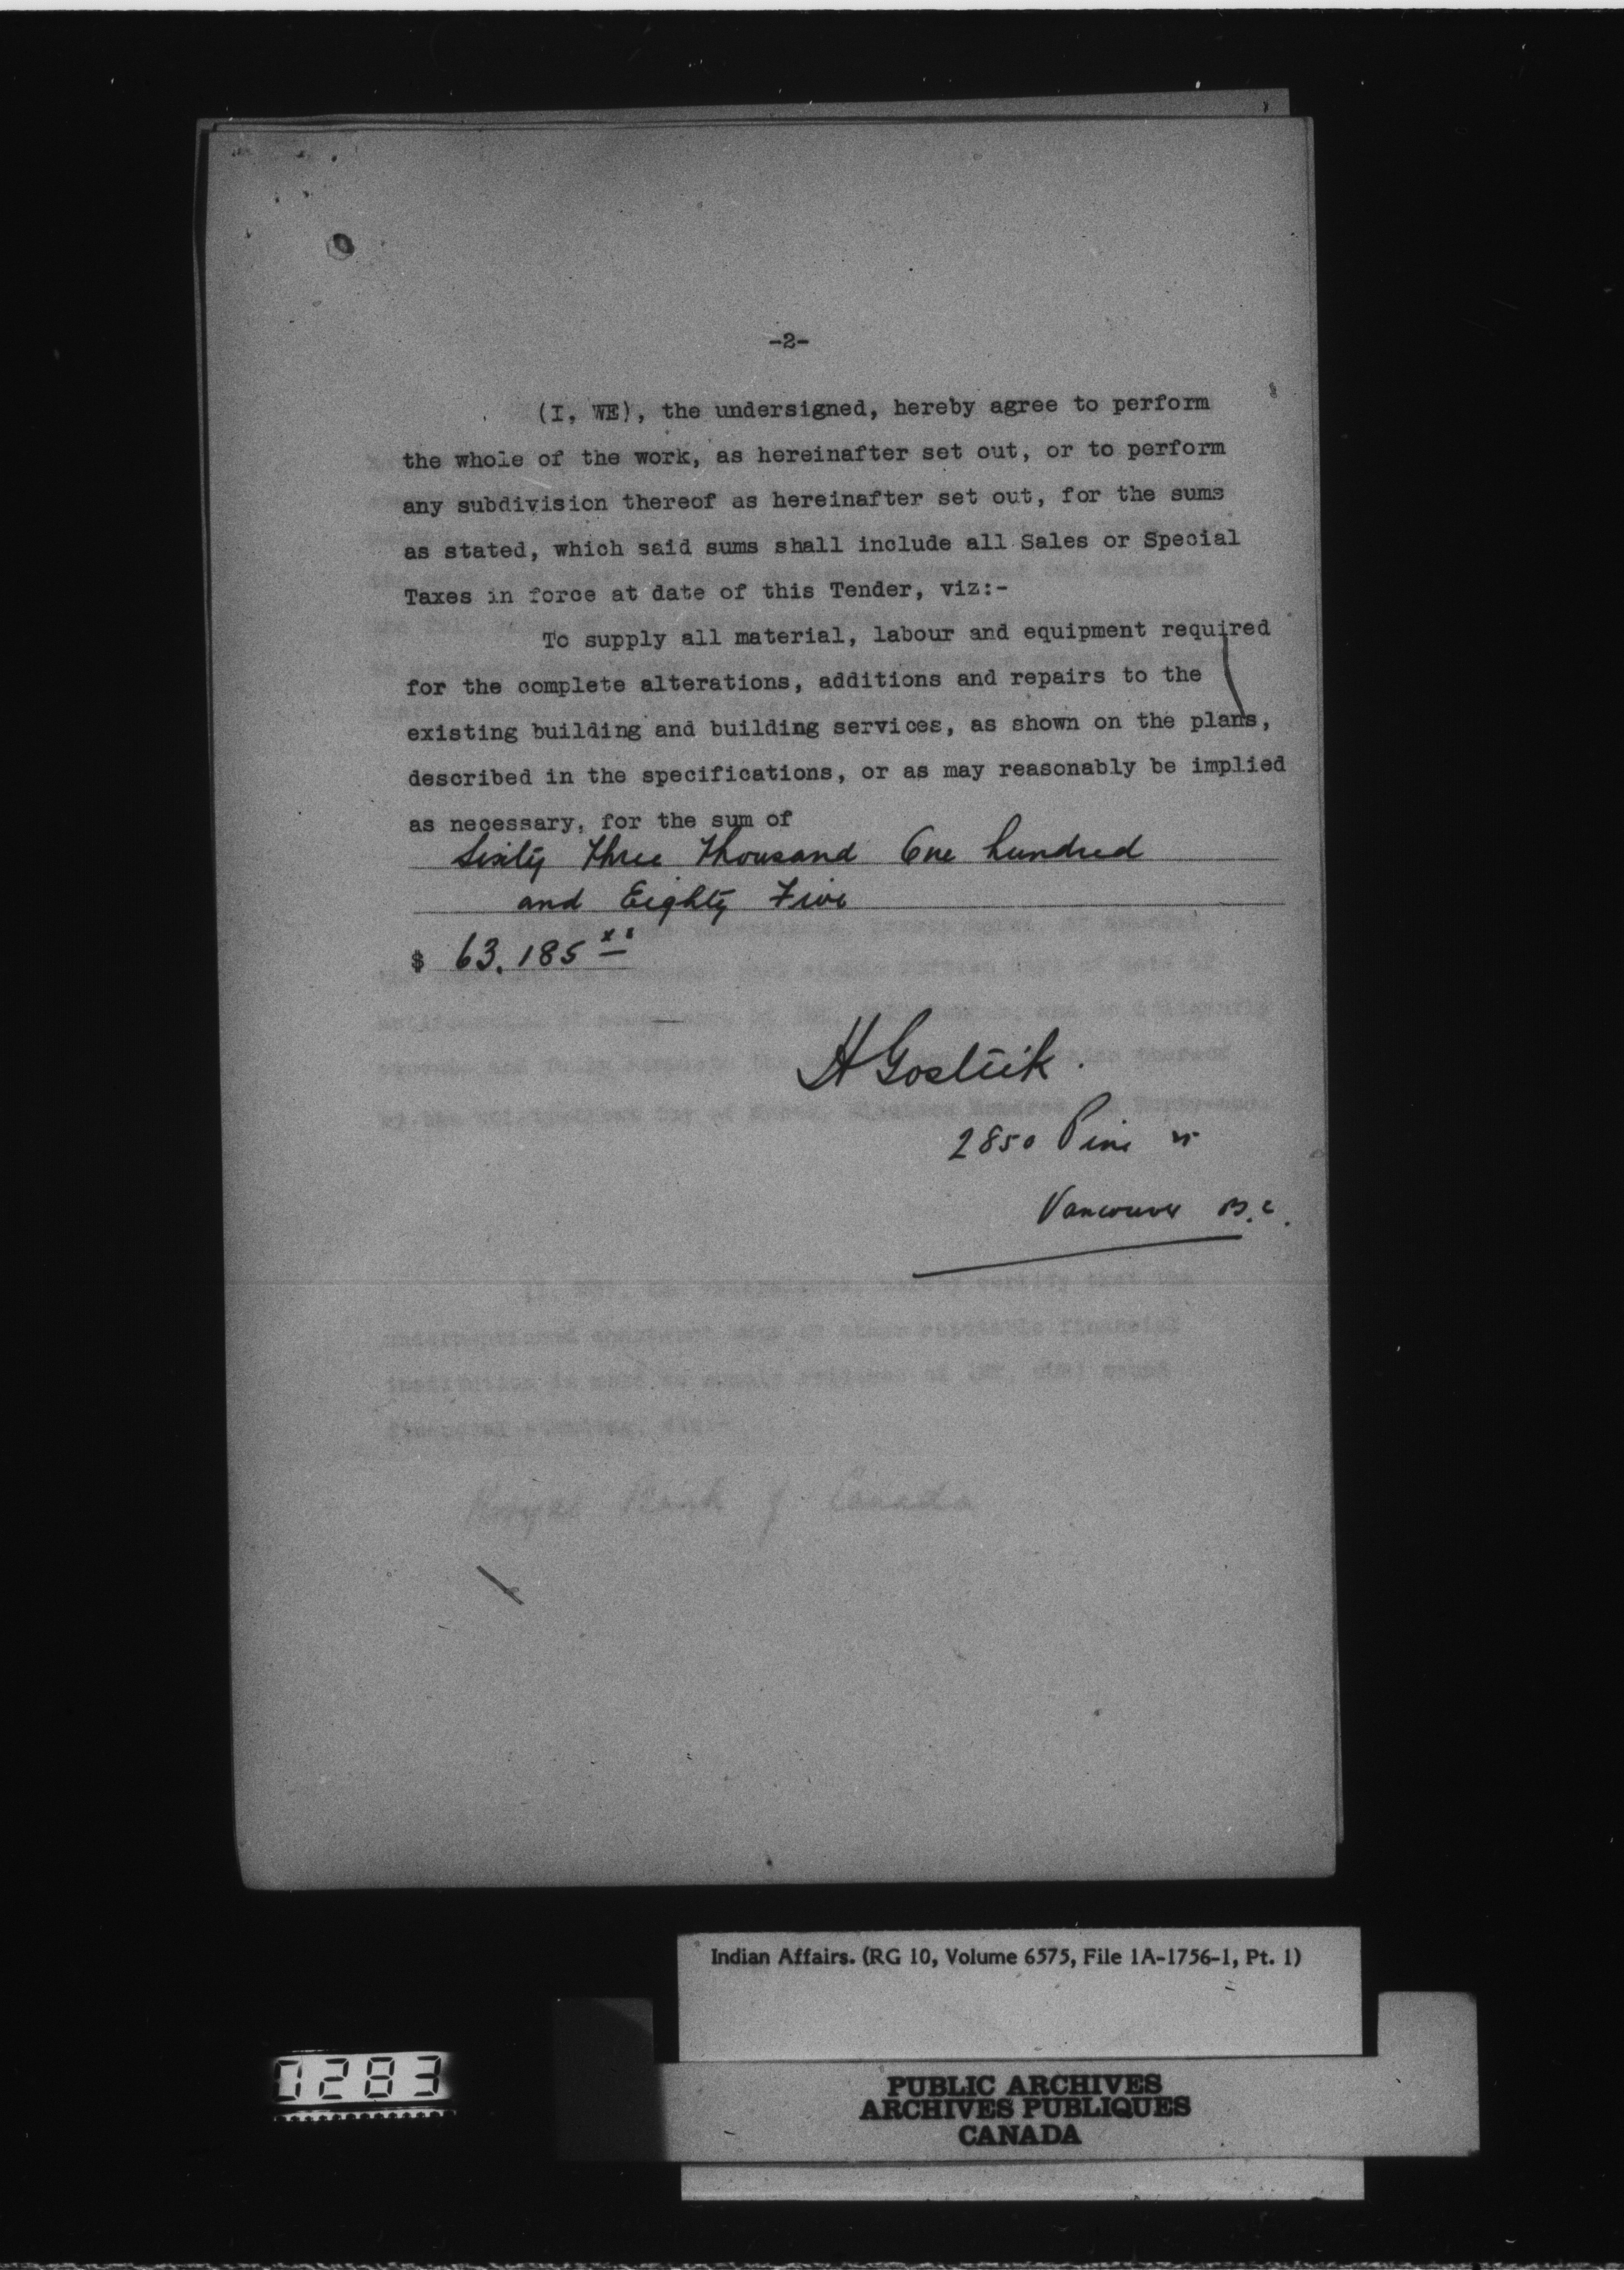 -2-
(I, WE), the undersigned, hereby agree to perform
the whole of the work, as hereinafter set out, or to perform
any subdivision thereof as hereinafter set out, for the sums
as stated, which said sums shall include all Sales or Special
Taxes in force at date of this Tender, viz:-
To supply all material, labour and equipment required
for the complete alterations, additions and repairs to the
existing building and building services, as shown on the plans,
described in the specifications, or as may reasonably be implied
as necessary, for the sum of
Sixty Three Thousand One hundred
and Eighty Five
$ 63.185 xx
H
2850 Pine st
Vancouver B.C.
Royal Bank of Canada
Indian Affairs. (RG 10, Volume 6575, File 1A-1756-1, Pt. 1)
0283
PUBLIC ARCHIVES
ARCHIVES PUBLIQUES
CANADA